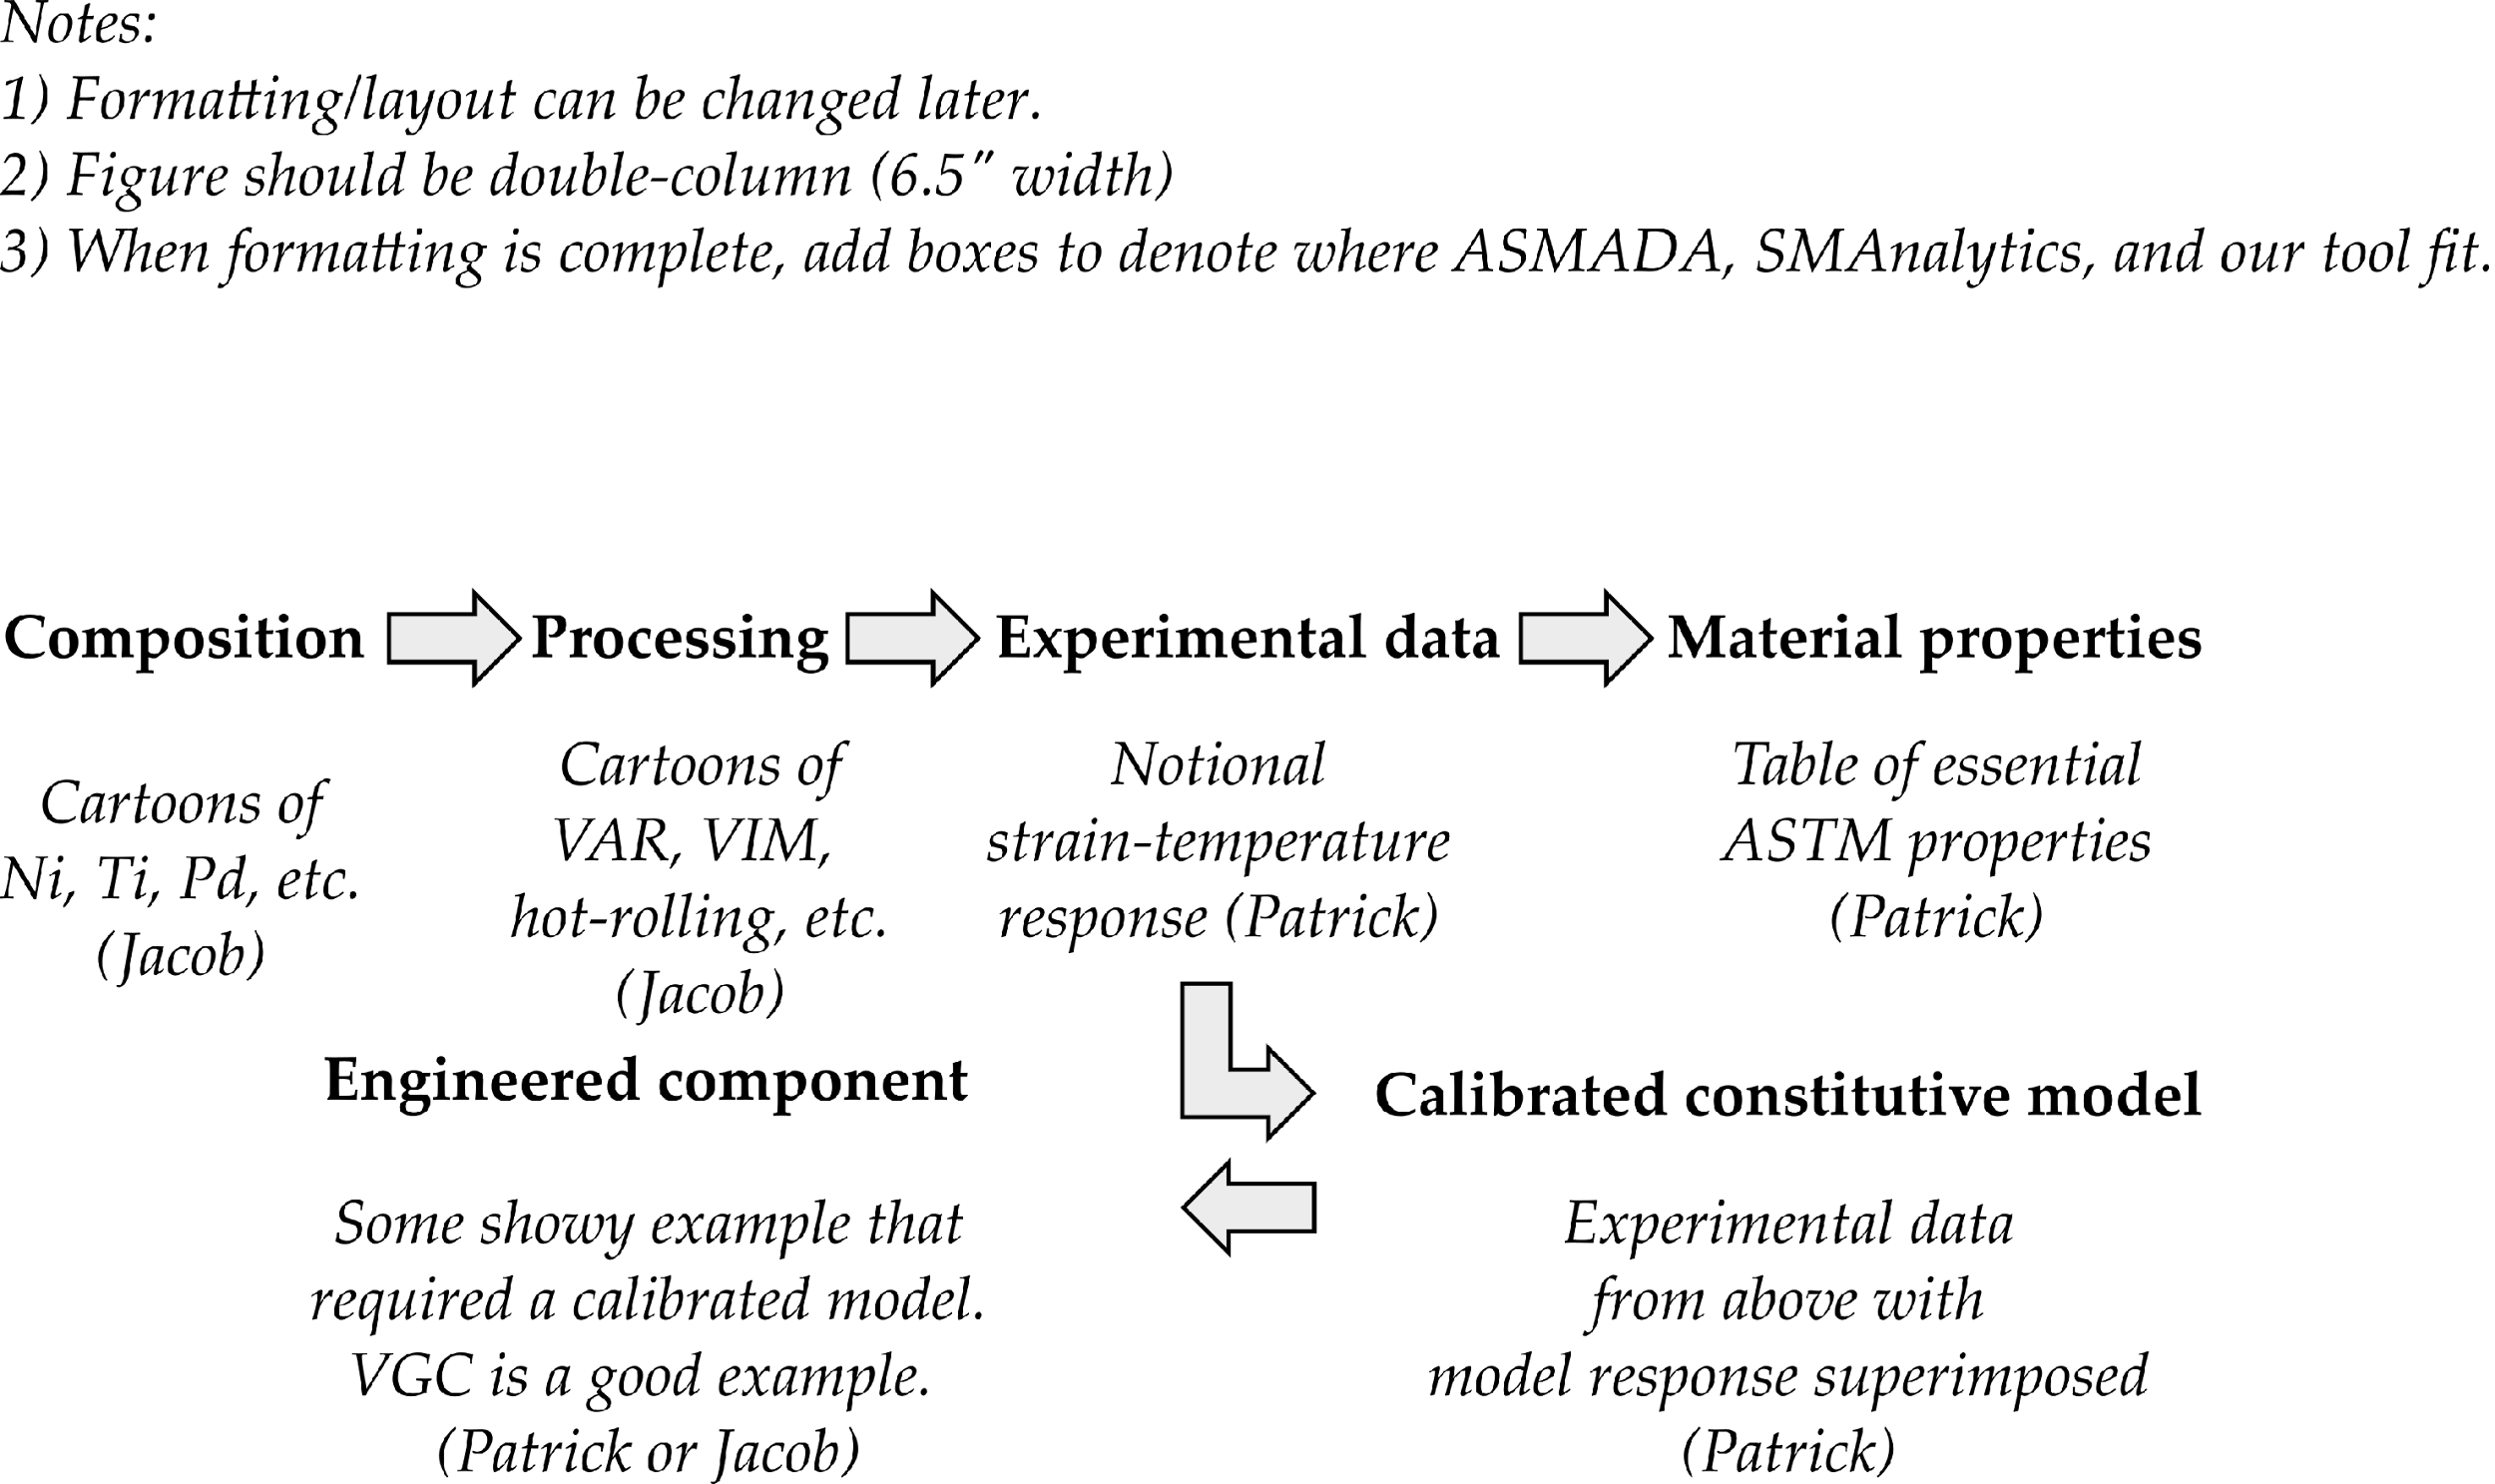 Notes:
1) Formatting/layout can be changed later.
2) Figure should be double-column (6.5" width)
3) When formatting is complete, add boxes to denote where ASMADA, SMAnalytics, and our tool fit.
Composition
Processing
Experimental data
Material properties
Cartoons of
Ni, Ti, Pd, etc.
(Jacob)
Cartoons of
VAR, VIM,
hot-rolling, etc.
(Jacob)
Notional
strain-temperature
response (Patrick)
Table of essential
ASTM properties
(Patrick)
Engineered component
Some showy example that
required a calibrated model.
VGC is a good example.
(Patrick or Jacob)
Calibrated constitutive model
Experimental data
from above with
model response superimposed
(Patrick)